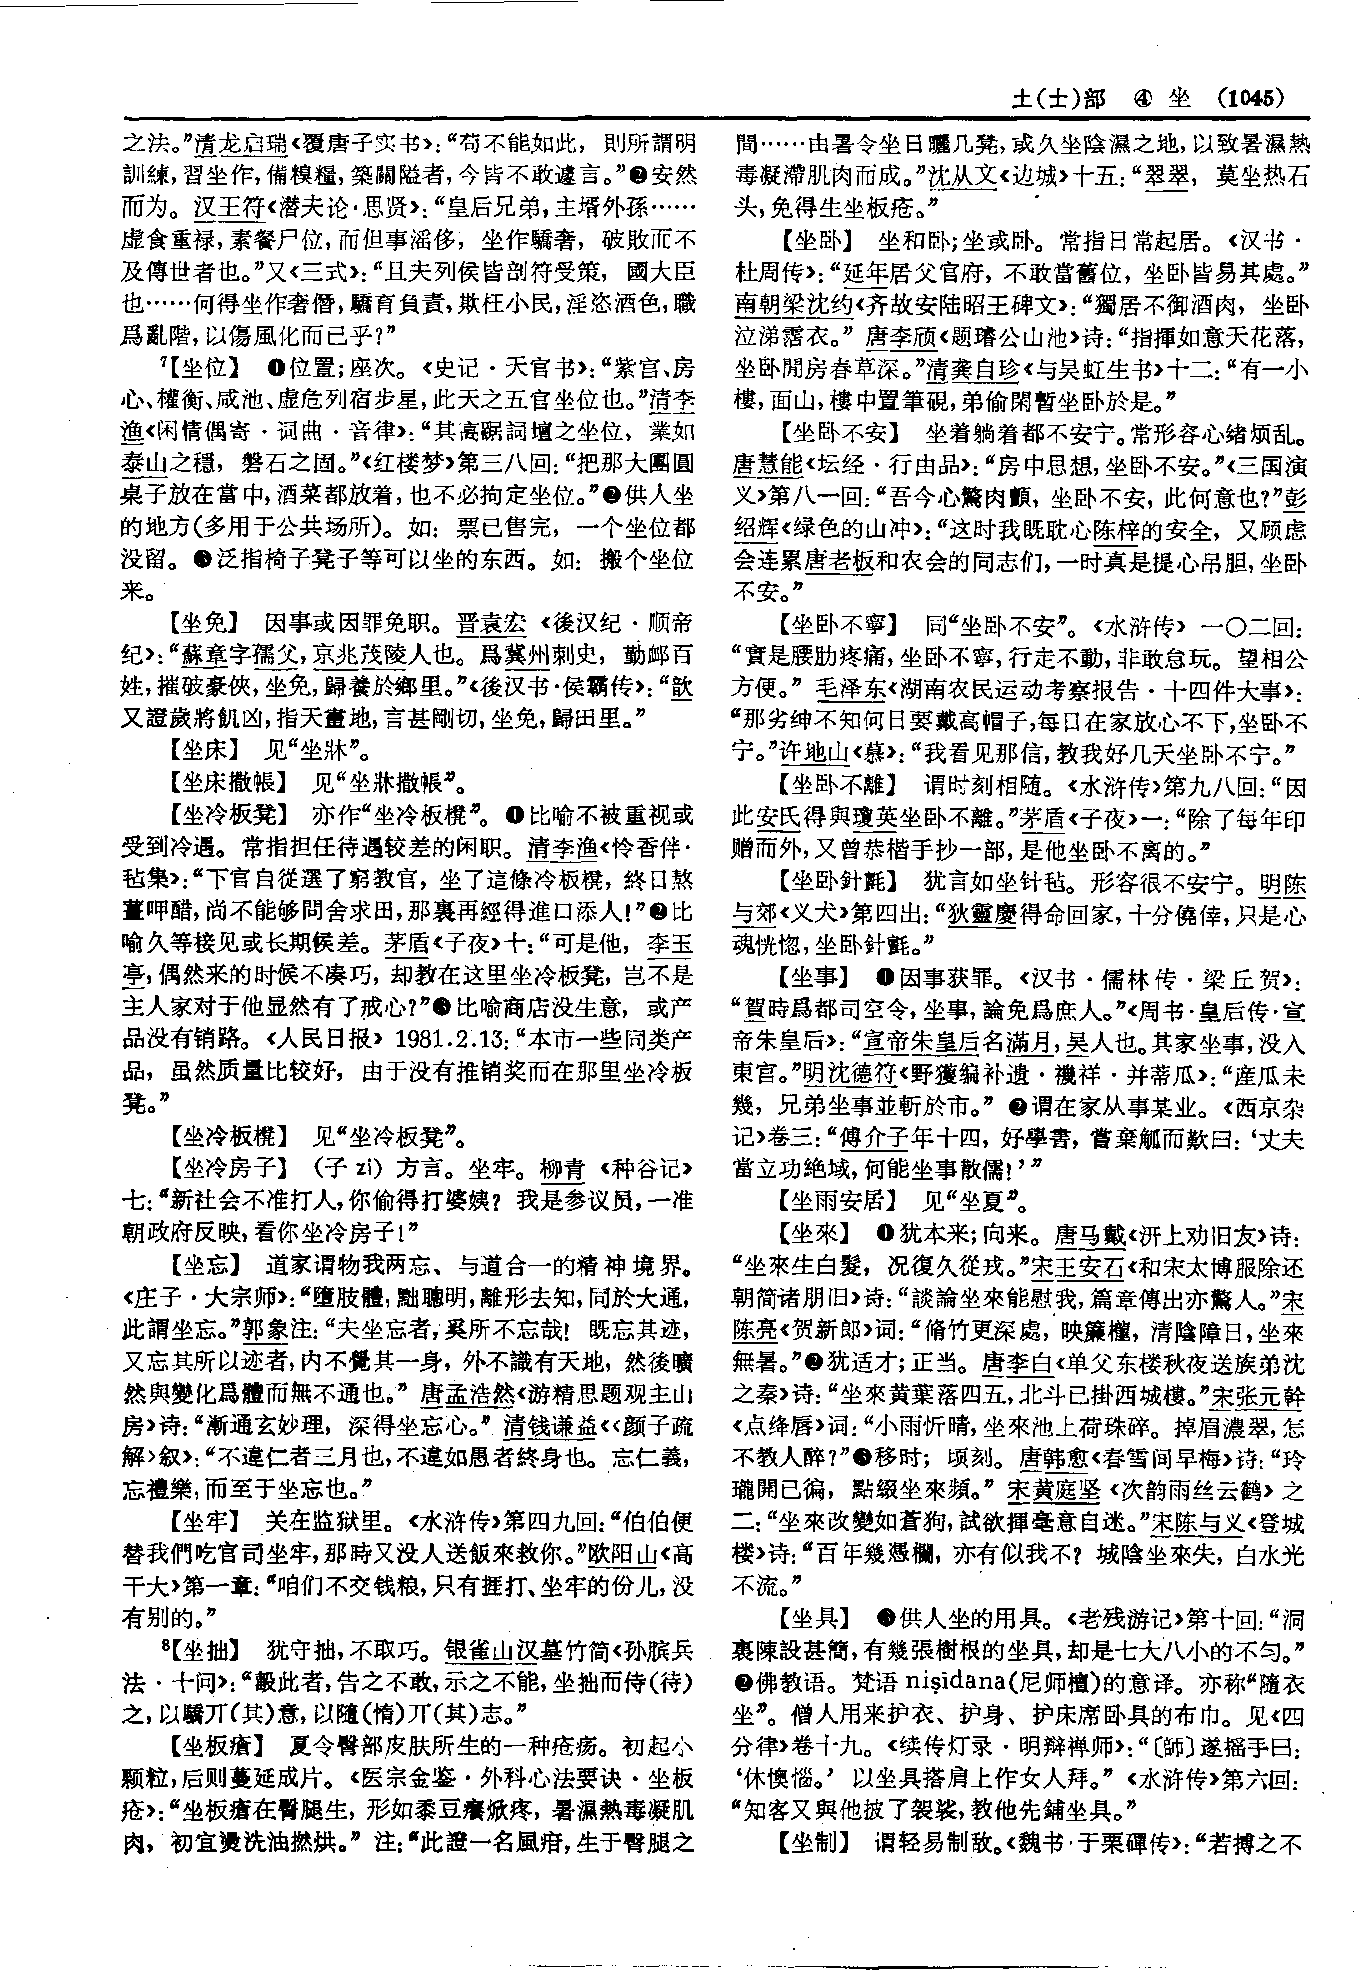 土(士)部 ④ 坐 (1045)
之法。”清龙启瑞《覆唐子实书》:“苟不能如此, 則所謂明
訓練,習坐作,備糗糧,築關隘者,今皆不敢遽言。”❷安然
而为。汉王符《潜夫论·思贤》:“皇后兄弟,主壻外孫……
虚食重禄,素餐尸位,而但事滛侈, 坐作驕奢, 破敗而不
及傳世者也。”又《三式》:“且夫列侯皆剖符受策, 國大臣
也……何得坐作奢僭,驕育負責,欺枉小民,淫恣酒色,職
爲亂階,以傷風化而已乎?”
7【坐位】 ❶位置;座次。《史记·天官书》:“紫宫、房
心、權衡、咸池、虚危列宿步星,此天之五官坐位也。”清李
渔《闲情偶寄·词曲·音律》:“其高踞詞壇之坐位, 業如
泰山之穩, 磐石之固。”《红楼梦》第三八回:“把那大團圓
桌子放在當中,酒菜都放着,也不必拘定坐位。”❷供人坐
的地方(多用于公共场所)。如: 票已售完, 一个坐位都
没留。❸泛指椅子凳子等可以坐的东西。如: 搬个坐位
来。
【坐免】 因事或因罪免职。晋袁宏《後汉纪·顺帝
纪》:“蘇章字孺父,京兆茂陵人也。爲冀州刺史, 勤卹百
姓,摧破豪俠,坐免,歸養於鄉里。”《後汉书·侯霸传》:“歆
又證歲將飢凶,指天畫地,言甚剛切,坐免,歸田里。”
【坐床】 见“坐牀”。
【坐床撒帳】 见“坐牀撒帳”。
【坐冷板凳】 亦作“坐冷板櫈”。❶比喻不被重视或
受到冷遇。常指担任待遇较差的闲职。清李渔《怜香伴·
毡集》:“下官自從選了窮教官, 坐了這條冷板櫈, 終日熬
薑呷醋,尚不能够問舍求田,那裏再經得進口添人!”❷比
喻久等接见或长期候差。茅盾《子夜》十:“可是他, 李玉
亭,偶然来的时候不凑巧, 却教在这里坐冷板凳, 岂不是
主人家对于他显然有了戒心?”❸比喻商店没生意, 或产
品没有销路。《人民日报》 1981.2.13:“本市一些同类产
品, 虽然质量比较好, 由于没有推销奖而在那里坐冷板
凳。”
【坐冷板櫈】 见“坐冷板凳”。
【坐冷房子】 (子 zi) 方言。坐牢。柳青《种谷记》
七:“新社会不准打人,你偷得打婆姨? 我是参议员,一准
朝政府反映,看你坐冷房子!”
【坐忘】 道家谓物我两忘、与道合一的精神境界。
《庄子·大宗师》:“墮肢體,黜聰明,離形去知,同於大通,
此謂坐忘。”郭象注:“夫坐忘者,奚所不忘哉! 既忘其迹,
又忘其所以迹者,内不覺其一身, 外不識有天地, 然後曠
然與變化爲體而無不通也。” 唐孟浩然《游精思题观主山
房》诗:“漸通玄妙理, 深得坐忘心。” 清钱谦益《〈颜子疏
解〉叙》:“不違仁者三月也,不違如愚者終身也。忘仁義,
忘禮樂,而至于坐忘也。”
【坐牢】 关在监狱里。《水浒传》第四九回:“伯伯便
替我們吃官司坐牢,那時又没人送飯來救你。”欧阳山《高
干大》第一章:“咱们不交钱粮,只有捱打、坐牢的份儿,没
有别的。”
8【坐拙】 犹守拙,不取巧。银雀山汉墓竹简《孙膑兵
法·十问》:“毄此者,告之不敢,示之不能,坐拙而侍(待)
之,以驕丌(其)意,以隨(惰)丌(其)志。”
【坐板瘡】 夏令臀部皮肤所生的一种疮疡。初起小
颗粒,后则蔓延成片。《医宗金鉴·外科心法要诀·坐板
疮》:“坐板瘡在臀腿生, 形如黍豆癢焮疼, 暑濕熱毒凝肌
肉, 初宜燙洗油撚烘。” 注:“此證一名風疳,生于臀腿之
間……由暑令坐日曬几凳,或久坐陰濕之地,以致暑濕熱
毒凝滯肌肉而成。”沈从文《边城》十五:“翠翠, 莫坐热石
头,免得生坐板疮。”
【坐卧】 坐和卧;坐或卧。常指日常起居。《汉书·
杜周传》:“延年居父官府, 不敢當舊位, 坐卧皆易其處。”
南朝梁沈约《齐故安陆昭王碑文》:“獨居不御酒肉, 坐卧
泣涕霑衣。” 唐李颀《题璿公山池》诗:“指揮如意天花落,
坐卧閒房春草深。”清龚自珍《与吴虹生书》十二:“有一小
樓,面山,樓中置筆硯,弟偷閑暫坐卧於是。”
【坐卧不安】 坐着躺着都不安宁。常形容心绪烦乱。
唐慧能《坛经·行由品》:“房中思想,坐卧不安。”《三国演
义》第八一回:“吾今心驚肉顫, 坐卧不安, 此何意也?”彭
绍辉《绿色的山冲》:“这时我既耽心陈梓的安全, 又顾虑
会连累唐老板和农会的同志们,一时真是提心吊胆,坐卧
不安。”
【坐卧不寧】 同“坐卧不安”。《水浒传》 一〇二回:
“實是腰肋疼痛,坐卧不寧,行走不動,非敢怠玩。望相公
方便。” 毛泽东《湖南农民运动考察报告·十四件大事》:
“那劣绅不知何日要戴高帽子,每日在家放心不下,坐卧不
宁。”许地山《慕》:“我看见那信,教我好几天坐卧不宁。”
【坐卧不離】 谓时刻相随。《水浒传》第九八回:“因
此安氏得與瓊英坐卧不離。”茅盾《子夜》一:“除了每年印
赠而外,又曾恭楷手抄一部,是他坐卧不离的。”
【坐卧針氈】 犹言如坐针毡。形容很不安宁。明陈
与郊《义犬》第四出:“狄靈慶得命回家,十分僥倖,只是心
魂恍惚,坐卧針氈。”
【坐事】 ❶因事获罪。《汉书·儒林传·梁丘贺》:
“賀時爲都司空令,坐事,論免爲庶人。”《周书·皇后传·宣
帝朱皇后》:“宣帝朱皇后名滿月,吴人也。其家坐事,没入
東宫。”明沈德符《野獲编补遗·禨祥·并蒂瓜》:“産瓜未
幾, 兄弟坐事並斬於市。” ❷谓在家从事某业。《西京杂
记》卷三:“傅介子年十四, 好學書, 嘗棄觚而歎曰: ‘丈夫
當立功絶域,何能坐事散儒!’”
【坐雨安居】 见“坐夏”。
【坐來】 ❶犹本来;向来。唐马戴《汧上劝旧友》诗:
“坐來生白髮, 况復久從戎。”宋王安石《和宋太博服除还
朝简诸朋旧》诗:“談論坐來能慰我,篇章傳出亦驚人。”宋
陈亮《贺新郎》词:“脩竹更深處, 映簾櫳, 清陰障日,坐來
無暑。”❷犹适才;正当。唐李白《单父东楼秋夜送族弟沈
之秦》诗:“坐來黄葉落四五,北斗已掛西城樓。”宋张元幹
《点绛唇》词:“小雨忻晴,坐來池上荷珠碎。掉眉濃翠,怎
不教人醉?”❸移时; 顷刻。唐韩愈《春雪间早梅》诗:“玲
瓏開已徧, 點綴坐來頻。” 宋黄庭坚《次韵雨丝云鹤》之
二:“坐來改變如蒼狗,試欲揮毫意自迷。”宋陈与义《登城
楼》诗:“百年幾憑欄, 亦有似我不? 城陰坐來失, 白水光
不流。”
【坐具】 ❶供人坐的用具。《老残游记》第十回:“洞
裏陳設甚簡,有幾張樹根的坐具,却是七大八小的不匀。”
❷佛教语。梵语 niṣīdana(尼师檀)的意译。亦称“隨衣
坐”。僧人用来护衣、护身、护床席卧具的布巾。见《四
分律》卷十九。《续传灯录·明辩禅师》:“〔師〕遂摇手曰:
‘休懊惱。’ 以坐具搭肩上作女人拜。” 《水浒传》第六回:
“知客又與他披了袈裟,教他先鋪坐具。”
【坐制】 谓轻易制敌。《魏书·于栗磾传》:“若搏之不